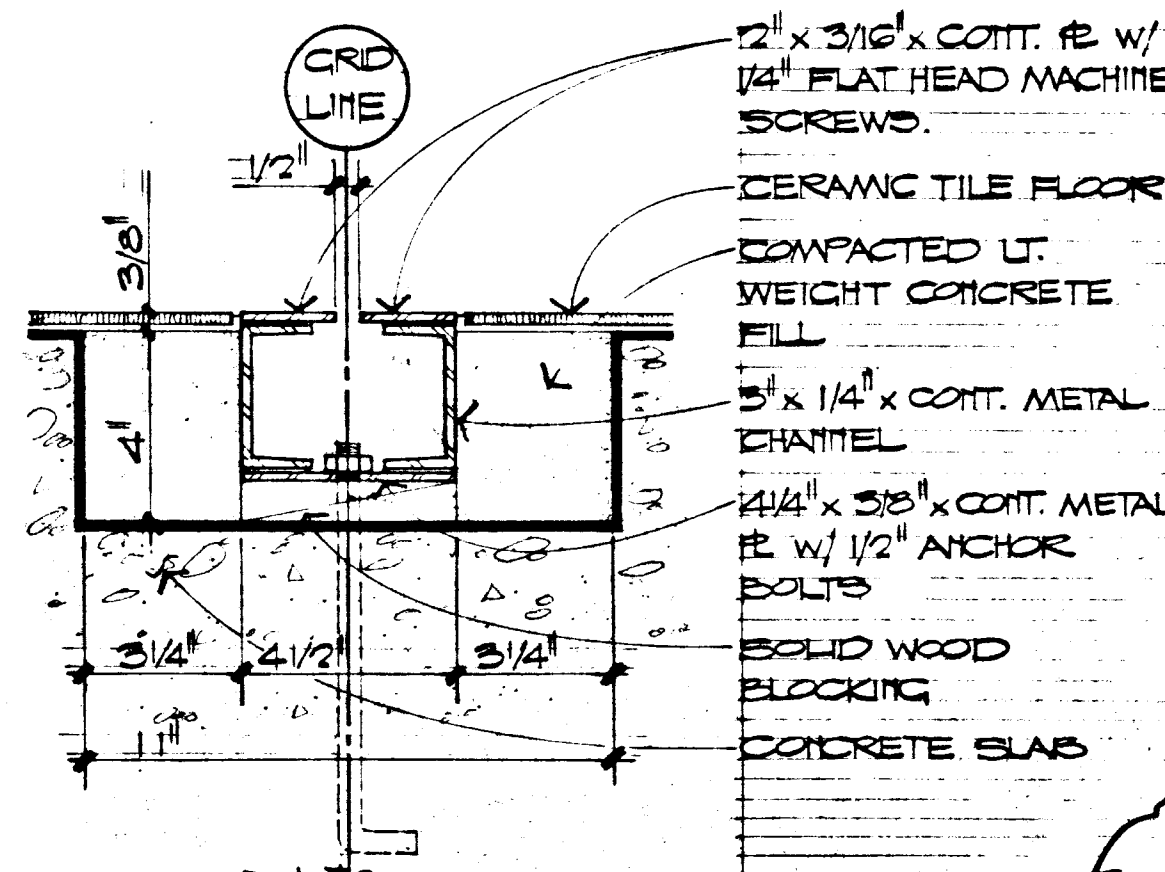 GRID
LINE
1/2"
3/8"
4"
3 1/4"
4 1/2"
3 1/4"
11"
2" x 3/16" x CONT. PL W/
1/4" FLAT HEAD MACHINE
SCREWS.
CERAMIC TILE FLOOR
COMPACTED LT.
WEIGHT CONCRETE
FILL
3" x 1/4" x CONT. METAL
CHANNEL
4 1/4" x 3/8" x CONT. METAL
PL W/ 1/2" ANCHOR
BOLTS
SOLID WOOD
BLOCKING
CONCRETE SLAB